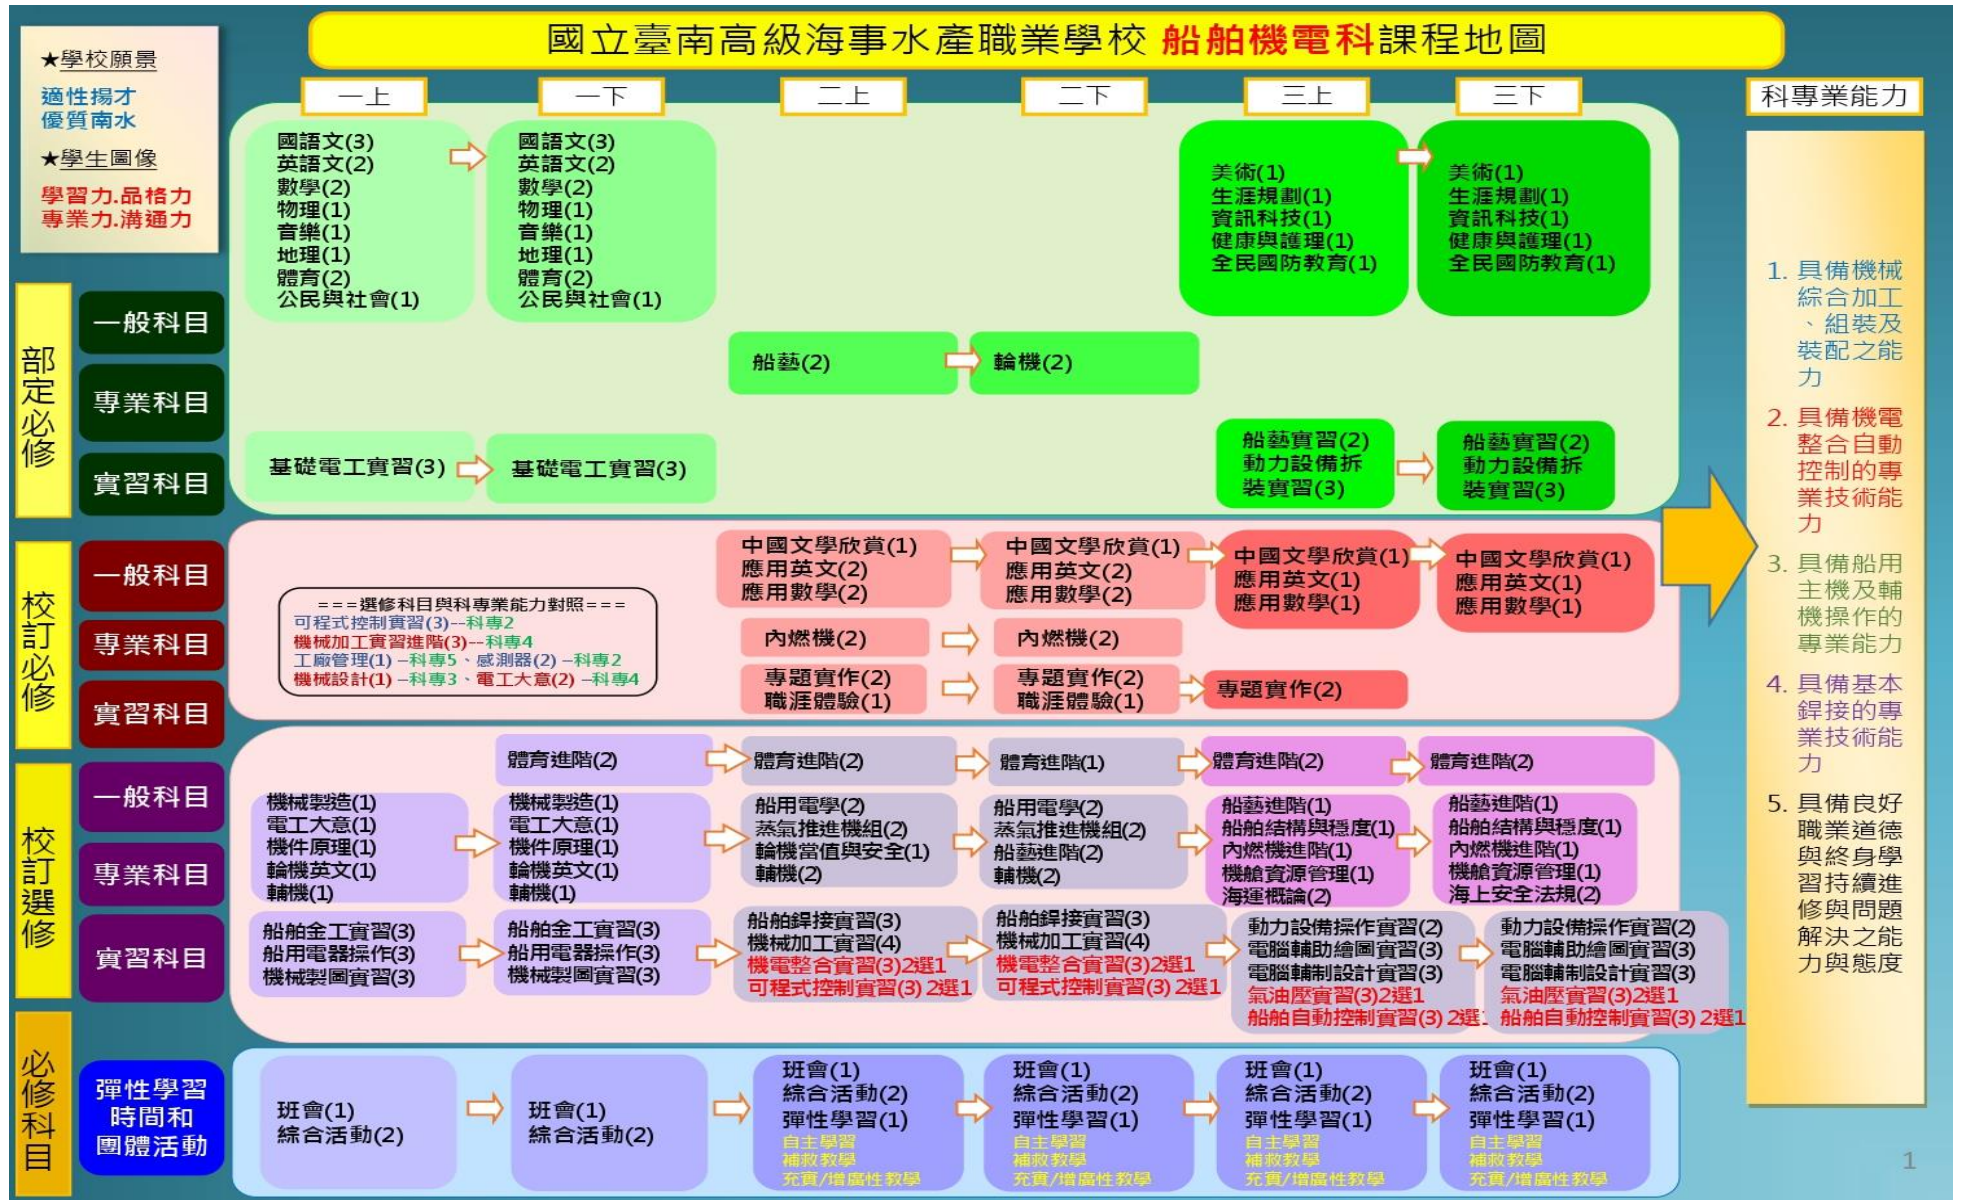 國立臺南高級海事水產職業學校 船舶機電科課程地圖
★學校願景
適性揚才
優質南水
★學生圖像
學習力.品格力
專業力.溝通力
一上
一下
二上
二下
三上
三下
科專業能力
部定必修
一般科目
國語文(3)
英語文(2)
數學(2)
物理(1)
音樂(1)
地理(1)
體育(2)
公民與社會(1)
國語文(3)
英語文(2)
數學(2)
物理(1)
音樂(1)
地理(1)
體育(2)
公民與社會(1)
美術(1)
生涯規劃(1)
資訊科技(1)
健康與護理(1)
全民國防教育(1)
美術(1)
生涯規劃(1)
資訊科技(1)
健康與護理(1)
全民國防教育(1)
專業科目
船藝(2)
輪機(2)
實習科目
基礎電工實習(3)
基礎電工實習(3)
船藝實習(2)
動力設備拆
裝實習(3)
船藝實習(2)
動力設備拆
裝實習(3)
校訂必修
一般科目
中國文學欣賞(1)
應用英文(2)
應用數學(2)
中國文學欣賞(1)
應用英文(2)
應用數學(2)
中國文學欣賞(1)
應用英文(1)
應用數學(1)
中國文學欣賞(1)
應用英文(1)
應用數學(1)
===選修科目與科專業能力對照===
可程式控制實習(3)--科專2
機械加工實習進階(3)--科專4
工廠管理(1) –科專5、感測器(2) –科專2
機械設計(1) –科專3、電工大意(2) –科專4
專業科目
內燃機(2)
內燃機(2)
實習科目
專題實作(2)
職涯體驗(1)
專題實作(2)
職涯體驗(1)
專題實作(2)
校訂選修
一般科目
體育進階(2)
體育進階(2)
體育進階(1)
體育進階(2)
體育進階(2)
專業科目
機械製造(1)
電工大意(1)
機件原理(1)
輪機英文(1)
輔機(1)
機械製造(1)
電工大意(1)
機件原理(1)
輪機英文(1)
輔機(1)
船用電學(2)
蒸氣推進機組(2)
輪機當值與安全(1)
輔機(2)
船用電學(2)
蒸氣推進機組(2)
船藝進階(2)
輔機(2)
船藝進階(1)
船舶結構與穩度(1)
內燃機進階(1)
機艙資源管理(1)
海運概論(2)
船藝進階(1)
船舶結構與穩度(1)
內燃機進階(1)
機艙資源管理(1)
海上安全法規(2)
實習科目
船舶金工實習(3)
船用電器操作(3)
機械製圖實習(3)
船舶金工實習(3)
船用電器操作(3)
機械製圖實習(3)
船舶銲接實習(3)
機械加工實習(4)
機電整合實習(3)2選1
可程式控制實習(3) 2選1
船舶銲接實習(3)
機械加工實習(4)
機電整合實習(3)2選1
可程式控制實習(3) 2選1
動力設備操作實習(2)
電腦輔助繪圖實習(3)
電腦輔制設計實習(3)
氣油壓實習(3)2選1
船舶自動控制實習(3) 2選1
動力設備操作實習(2)
電腦輔助繪圖實習(3)
電腦輔制設計實習(3)
氣油壓實習(3)2選1
船舶自動控制實習(3) 2選1
必修科目
彈性學習
時間和
團體活動
班會(1)
綜合活動(2)
班會(1)
綜合活動(2)
班會(1)
綜合活動(2)
彈性學習(1)
自主學習
補救教學
充實/增廣性教學
班會(1)
綜合活動(2)
彈性學習(1)
自主學習
補救教學
充實/增廣性教學
班會(1)
綜合活動(2)
彈性學習(1)
自主學習
補救教學
充實/增廣性教學
班會(1)
綜合活動(2)
彈性學習(1)
自主學習
補救教學
充實/增廣性教學
1. 具備機械
綜合加工
、組裝及
裝配之能
力
2. 具備機電
整合自動
控制的專
業技術能
力
3. 具備船用
主機及輔
機操作的
專業能力
4. 具備基本
銲接的專
業技術能
力
5. 具備良好
職業道德
與終身學
習持續進
修與問題
解決之能
力與態度
1